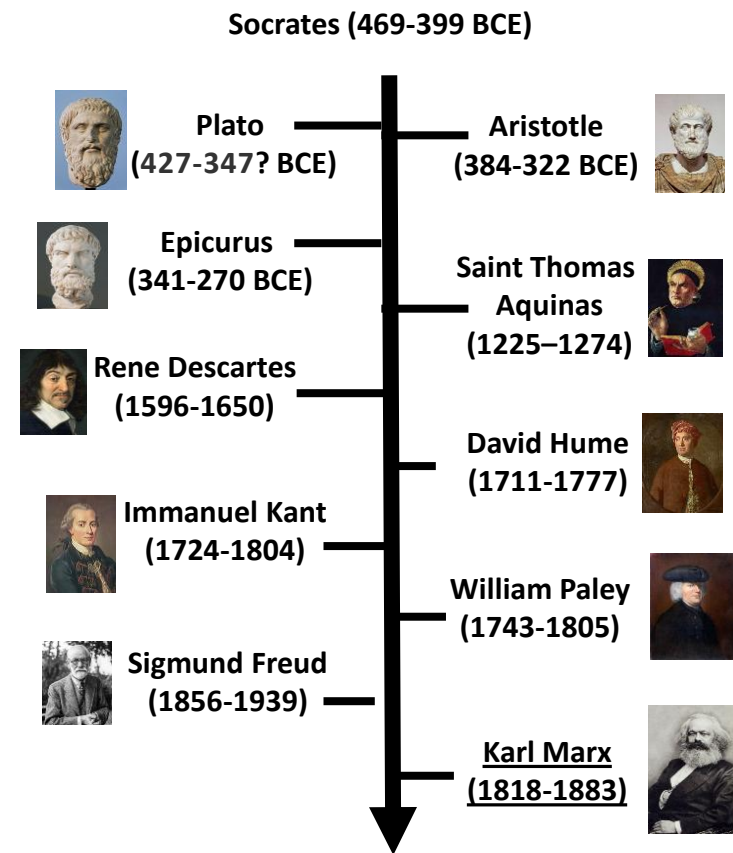 Socrates (469-399 BCE)
Plato
(427-347? BCE)
Aristotle
(384-322 BCE)
Epicurus
(341-270 BCE)
Saint Thomas
Aquinas
(1225–1274)
Rene Descartes
(1596-1650)
David Hume
(1711-1777)
Immanuel Kant
(1724-1804)
William Paley
(1743-1805)
Sigmund Freud
(1856-1939)
Karl Marx
(1818-1883)